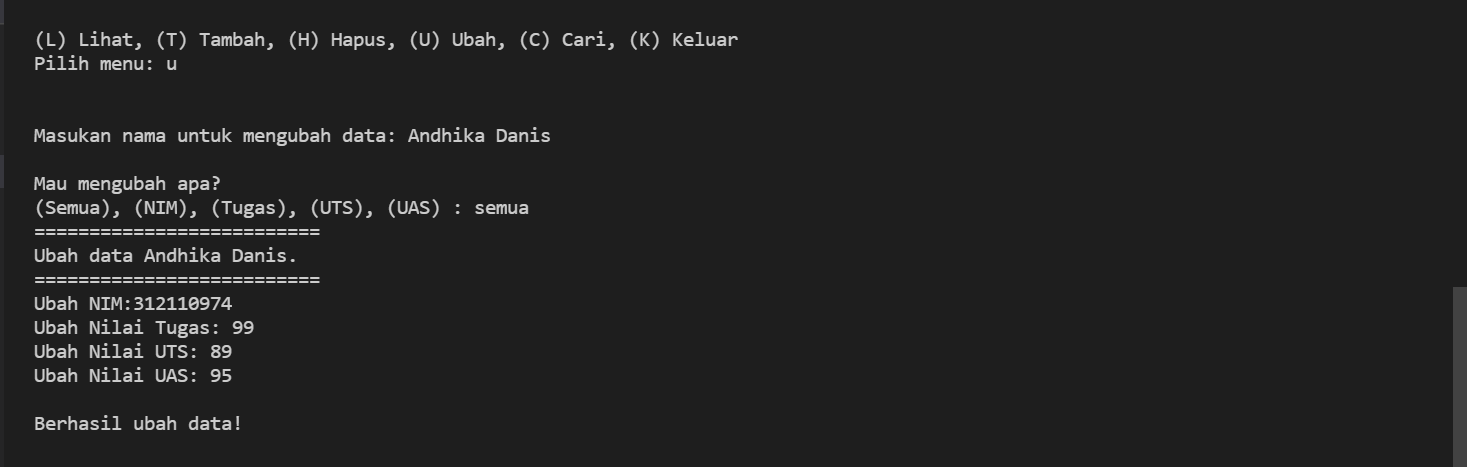 (L) Lihat, (T) Tambah, (H) Hapus, (U) Ubah, (C) Cari, (K) Keluar
Pilih menu: u
Masukan nama untuk mengubah data: Andhika Danis
Mau mengubah apa?
(Semua), (NIM), (Tugas), (UTS), (UAS) : semua
==========================
Ubah data Andhika Danis.
==========================
Ubah NIM:312110974
Ubah Nilai Tugas: 99
Ubah Nilai UTS: 89
Ubah Nilai UAS: 95
Berhasil ubah data!